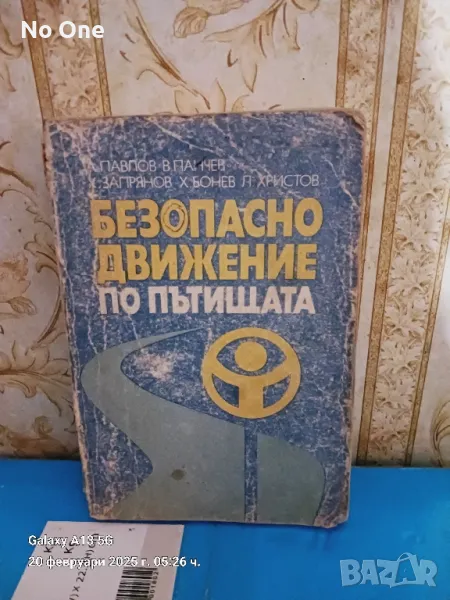 No One
А. ПАВЛОВ В. ПАНЧЕВ
С. ЗАПРЯНОВ Х. БОНЕВ Л. ХРИСТОВ
БЕЗОПАСНО
ДВИЖЕНИЕ
ПО ПЪТИЩАТА
Galaxy A13 5G
20 февруари 2025 г. 05:26 ч.
BAZAR